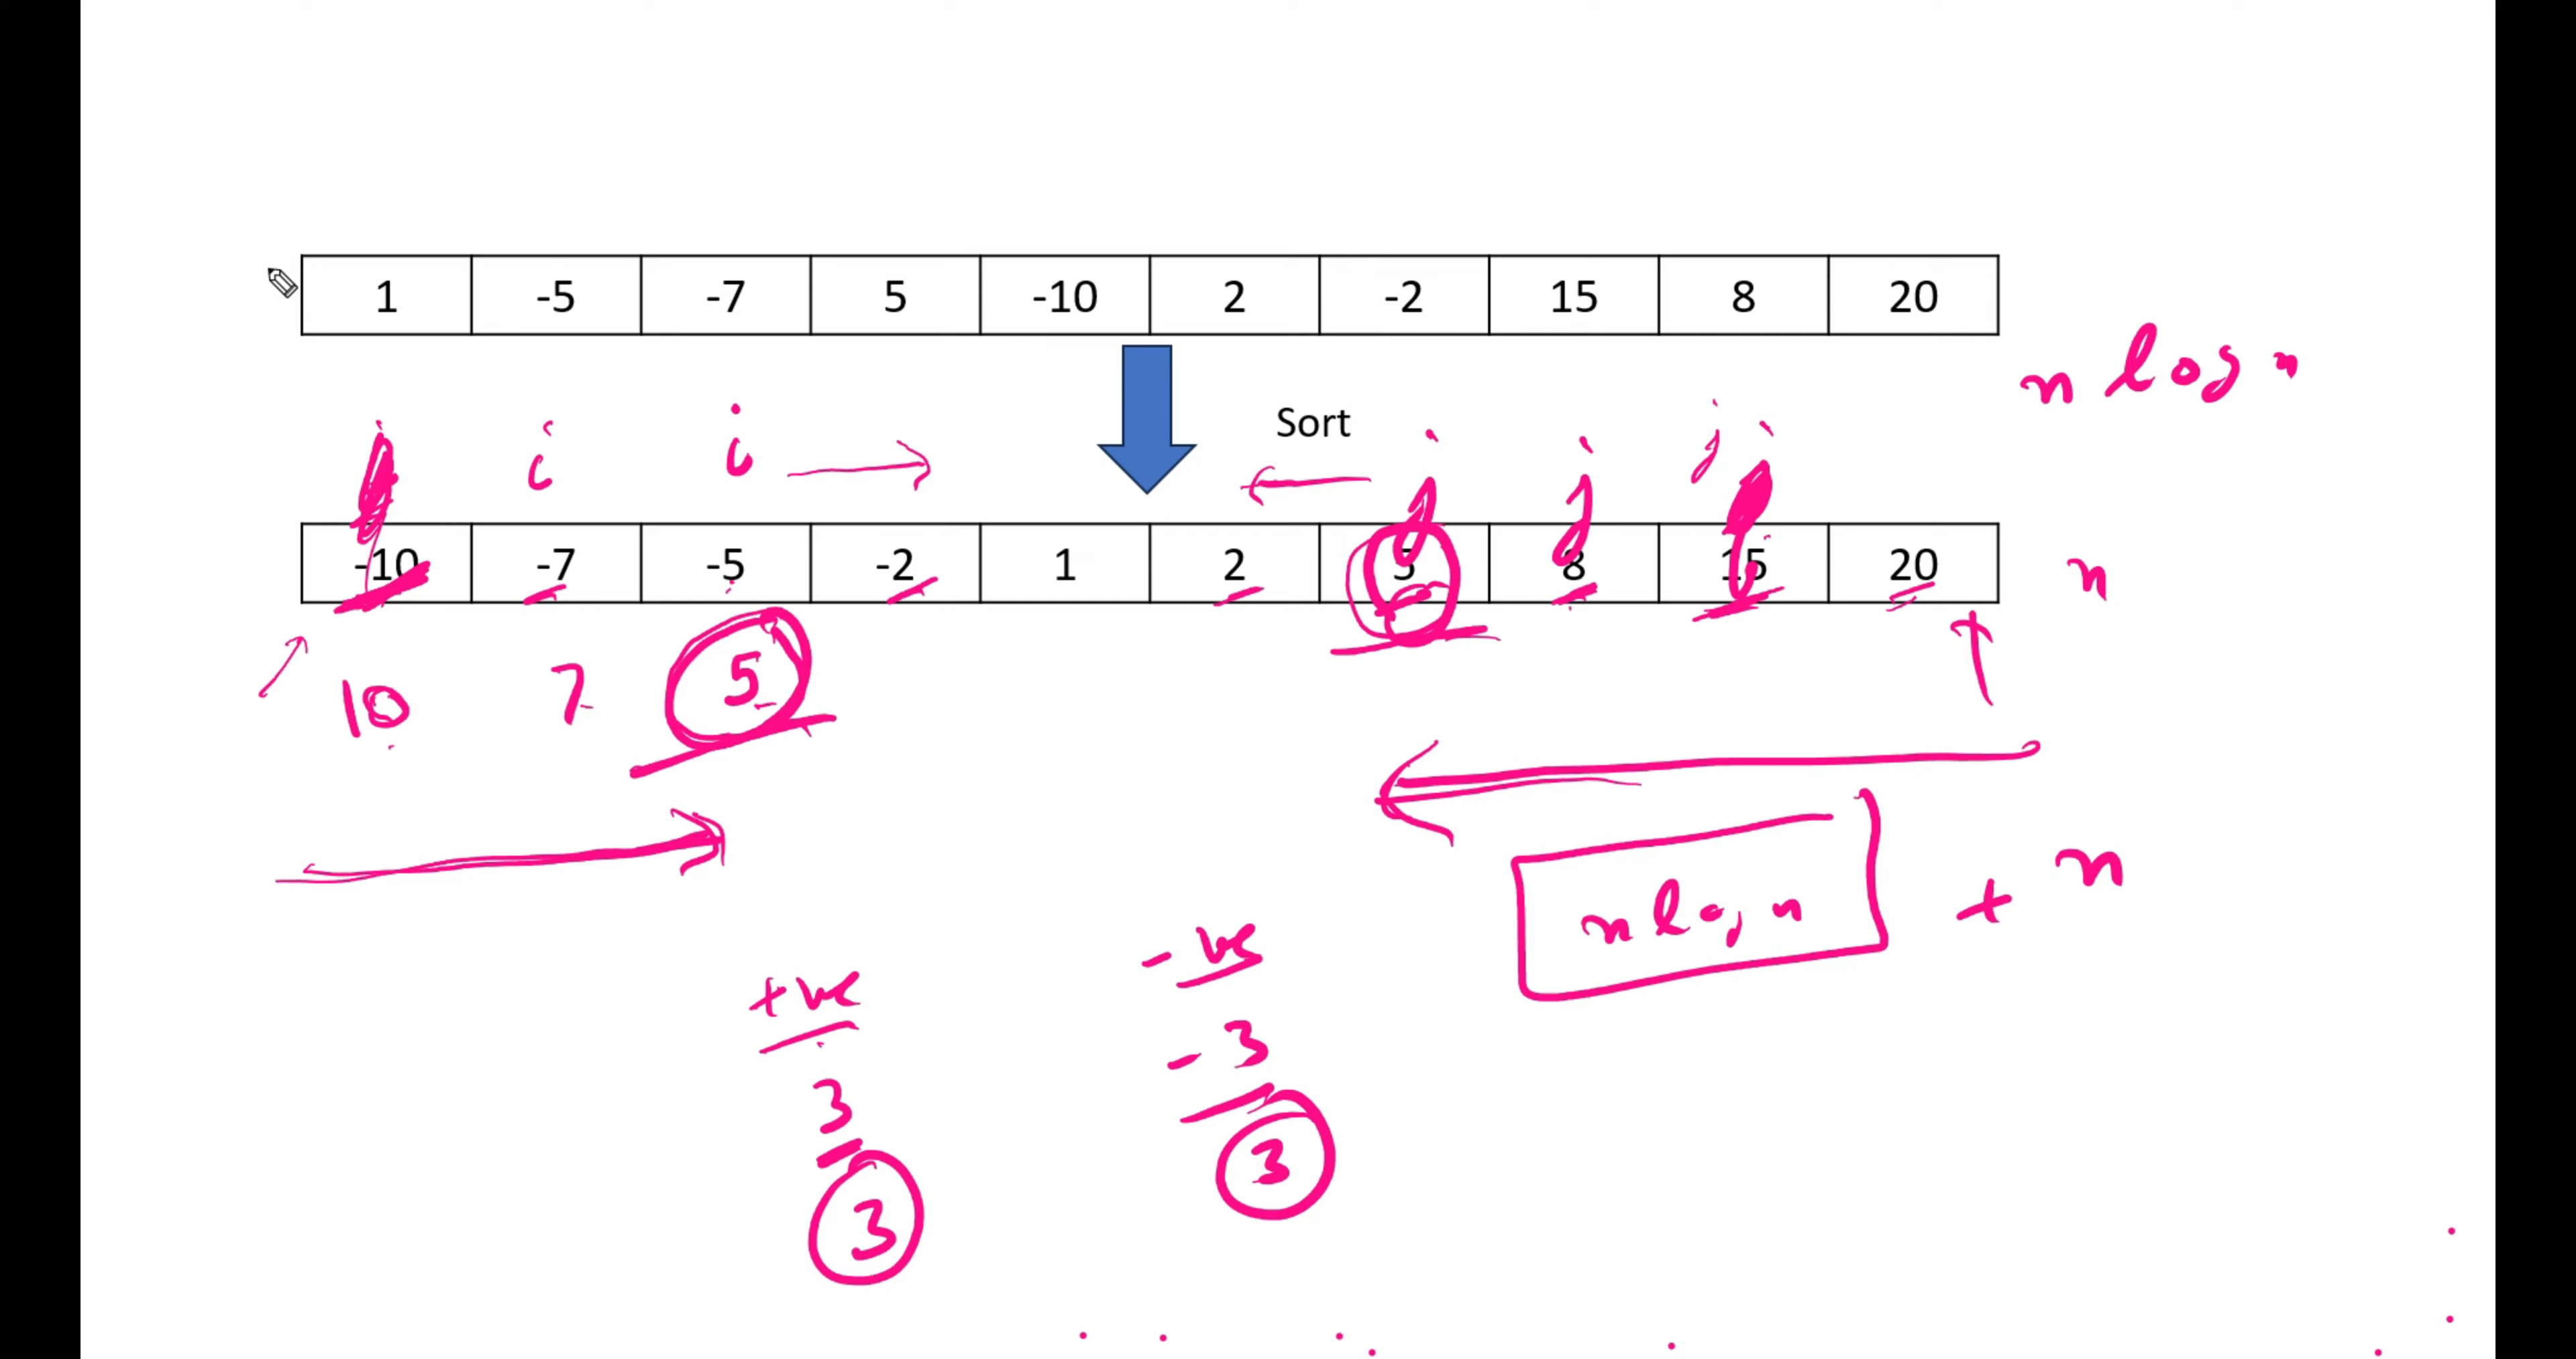 1 -5 -7 5 -10 2 -2 15 8 20
n log n
Sort
i i j j j
-10 -7 -5 -2 1 2 5 8 15 20
n
10 7 5
n log n + n
+ve -ve
3 -3
3 3